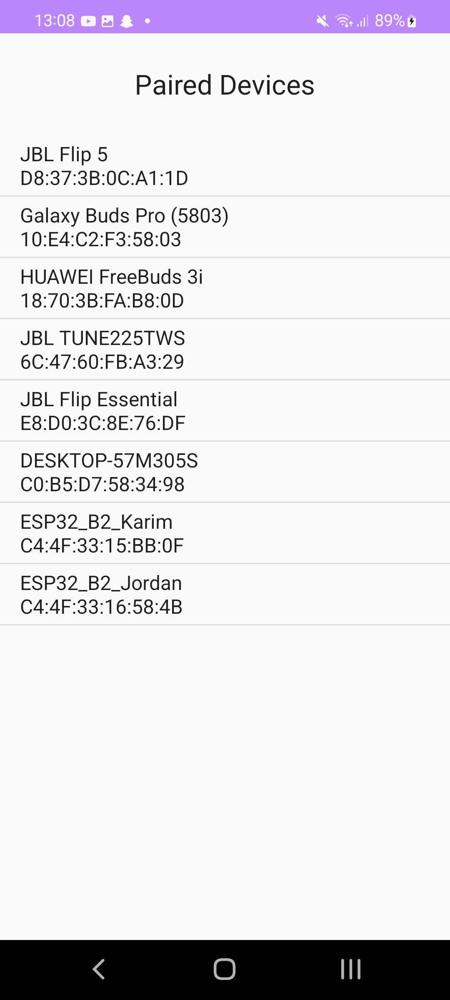 13:08
89%
Paired Devices
JBL Flip 5
D8:37:3B:0C:A1:1D
Galaxy Buds Pro (5803)
10:E4:C2:F3:58:03
HUAWEI FreeBuds 3i
18:70:3B:FA:B8:0D
JBL TUNE225TWS
6C:47:60:FB:A3:29
JBL Flip Essential
E8:D0:3C:8E:76:DF
DESKTOP-57M305S
C0:B5:D7:58:34:98
ESP32_B2_Karim
C4:4F:33:15:BB:0F
ESP32_B2_Jordan
C4:4F:33:16:58:4B